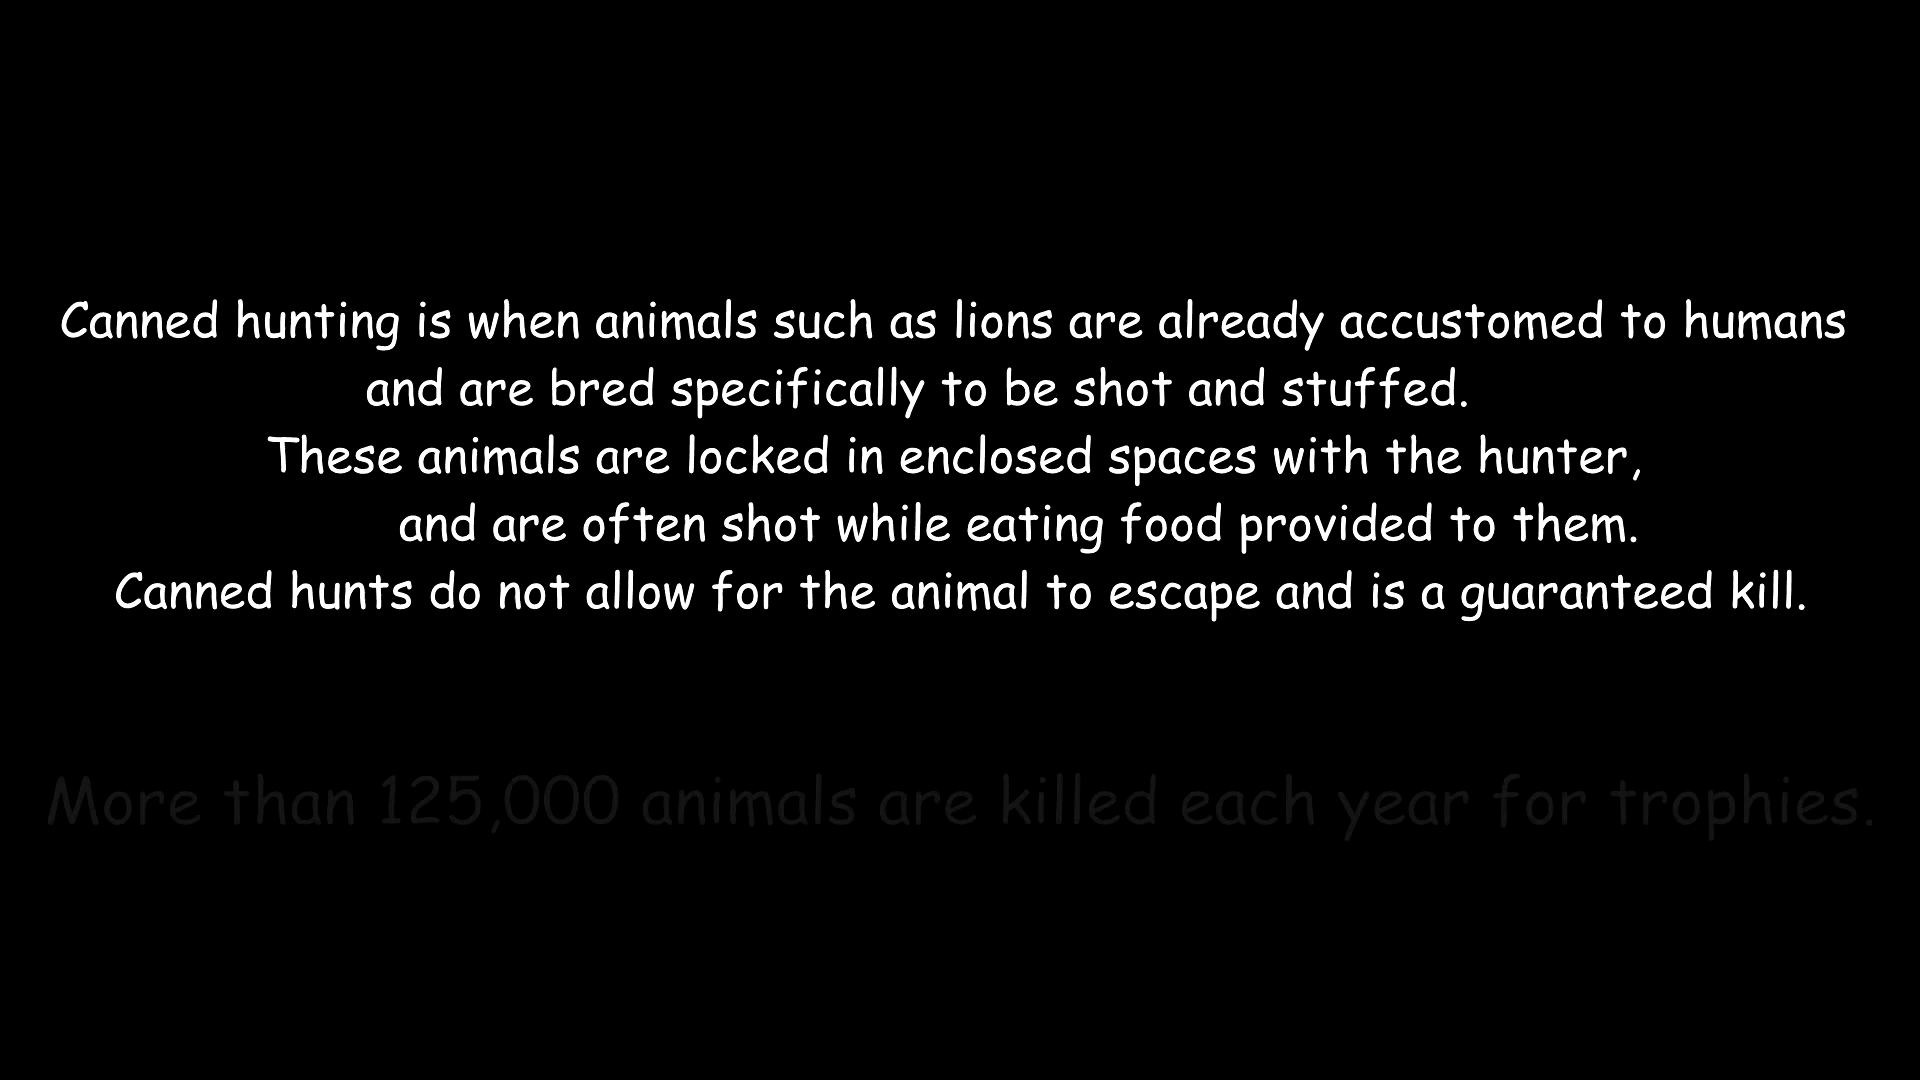 Canned hunting is when animals such as lions are already accustomed to humans
and are bred specifically to be shot and stuffed.
These animals are locked in enclosed spaces with the hunter,
and are often shot while eating food provided to them.
Canned hunts do not allow for the animal to escape and is a guaranteed kill.
More than 125,000 animals are killed each year for trophies.